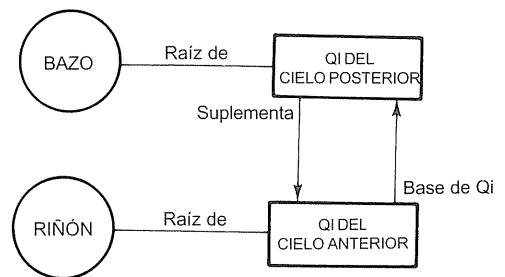 BAZO
Raíz de
QI DEL
CIELO POSTERIOR
Suplementa
Base de Qi
RIÑÓN
Raíz de
QI DEL
CIELO ANTERIOR